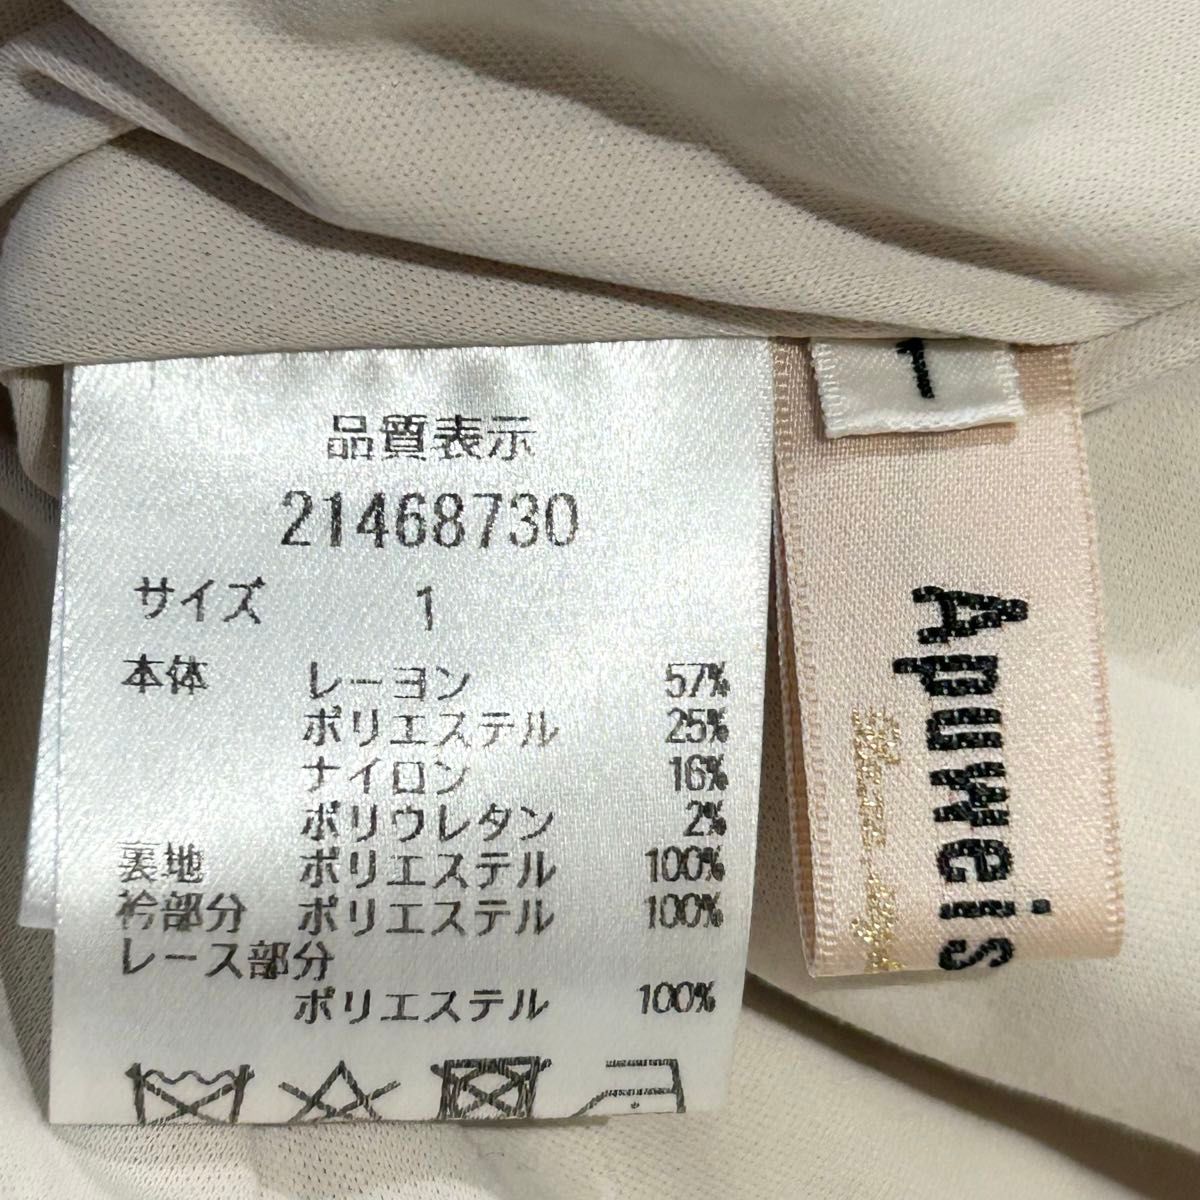 品質表示
21468730
サイズ 1
本体 レーヨン 57%
ポリエステル 25%
ナイロン 16%
ポリウレタン 2%
裏地 ポリエステル 100%
衿部分 ポリエステル 100%
レース部分
ポリエステル 100%
1
Apuweis